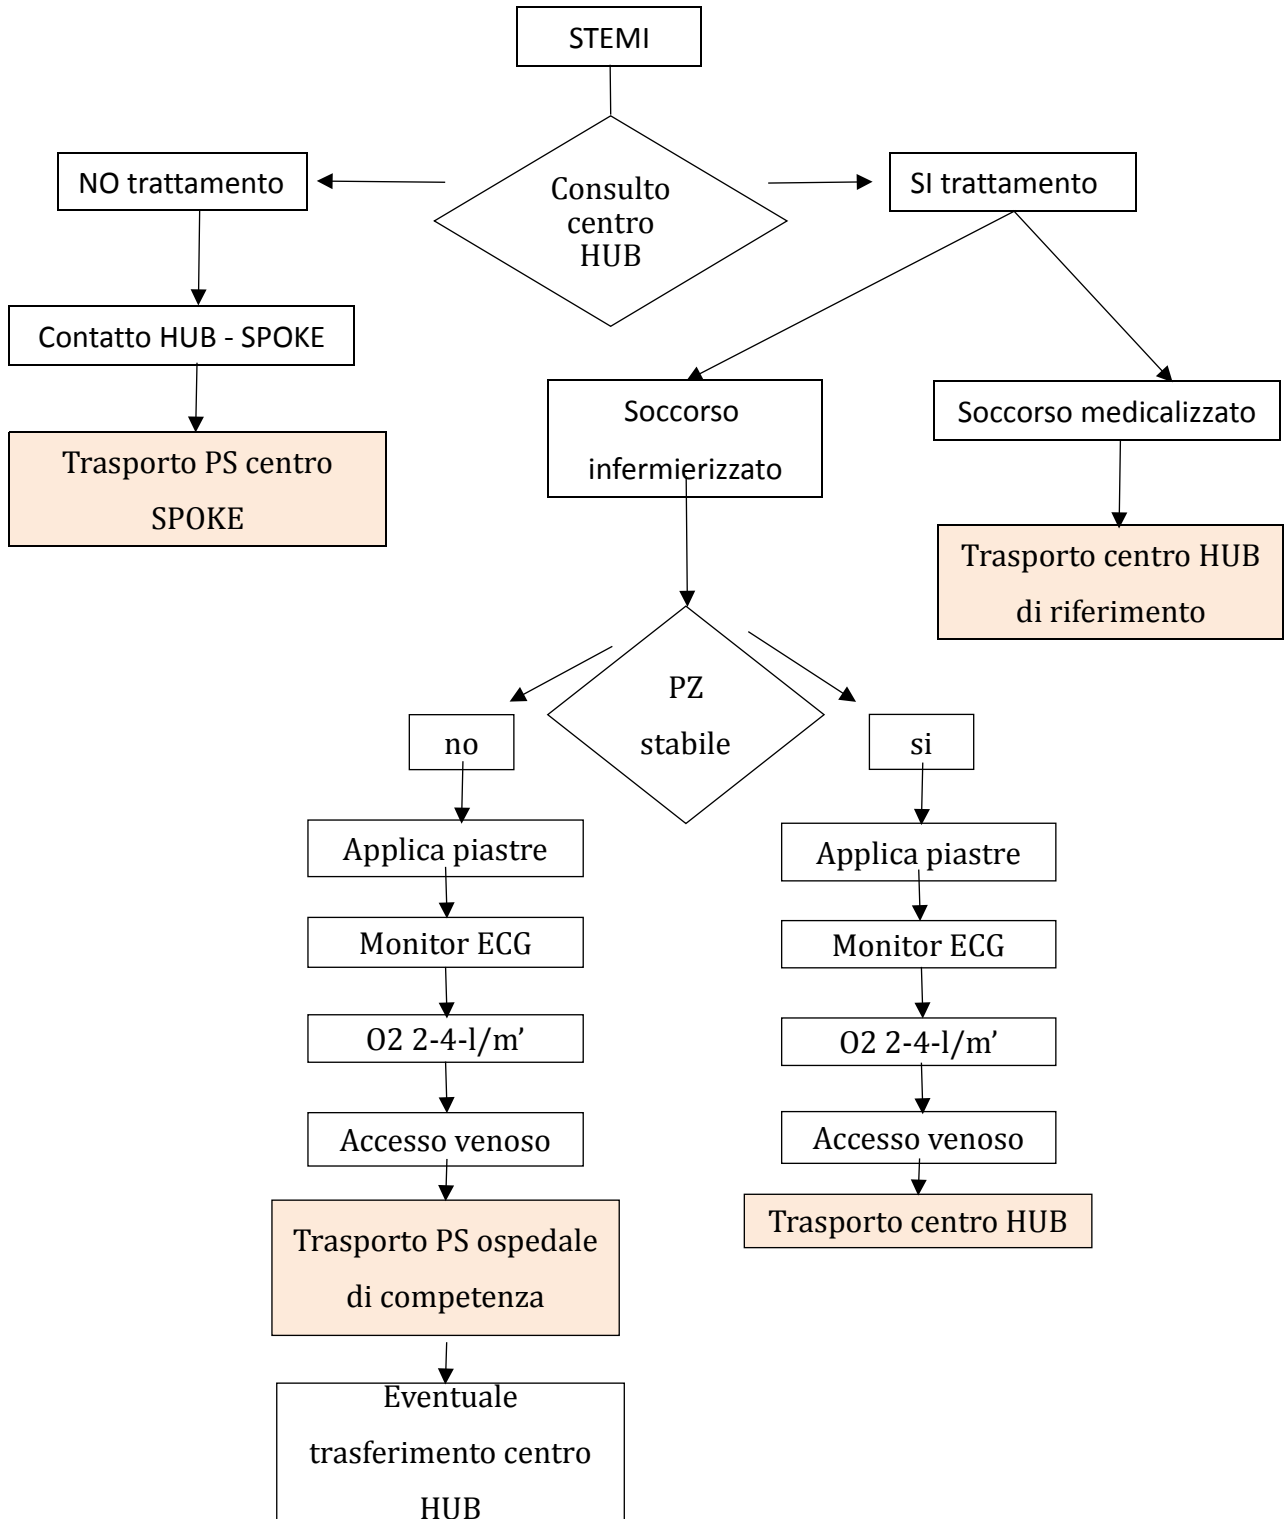 STEMI
NO trattamento
Consulto
centro
HUB
SI trattamento
Contatto HUB - SPOKE
Trasporto PS centro
SPOKE
Soccorso
infermierizzato
Soccorso medicalizzato
Trasporto centro HUB
di riferimento
PZ
stabile
no
si
Applica piastre
Monitor ECG
O2 2-4-l/m’
Accesso venoso
Trasporto PS ospedale
di competenza
Eventuale
trasferimento centro
HUB
Applica piastre
Monitor ECG
O2 2-4-l/m’
Accesso venoso
Trasporto centro HUB